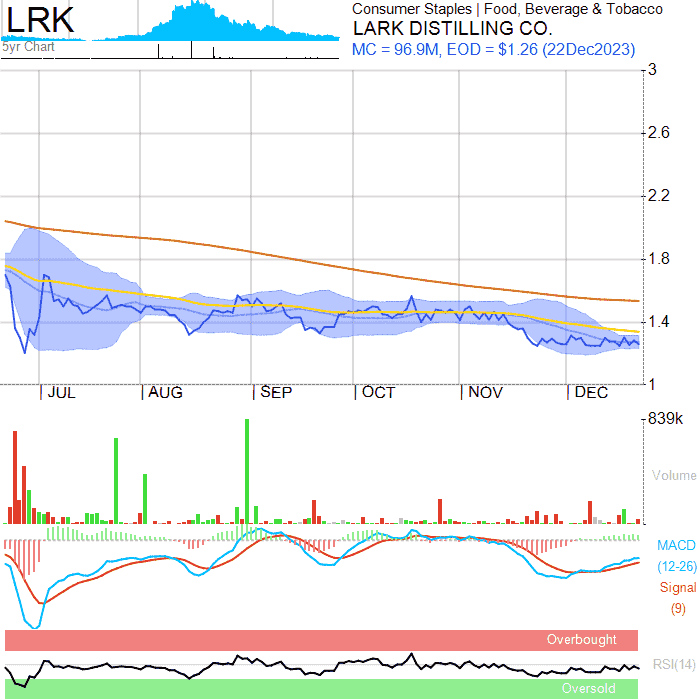 LRK
5yr Chart
Consumer Staples | Food, Beverage & Tobacco
LARK DISTILLING CO.
MC = 96.9M, EOD = $1.26 (22Dec2023)
3
2.6
2.2
1.8
1.4
1
| JUL | AUG | SEP | OCT | NOV | DEC
839k
Volume
MACD
(12-26)
Signal
(9)
Overbought
RSI(14)
Oversold